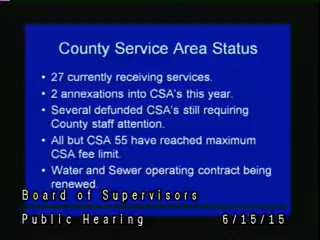 County Service Area Status
• 27 currently receiving services.
• 2 annexations into CSA's this year.
• Several defunded CSA's still requiring
County staff attention.
• All but CSA 55 have reached maximum
CSA fee limit.
• Water and Sewer operating contract being
renewed.
Board of Supervisors
Public Hearing 6/15/15